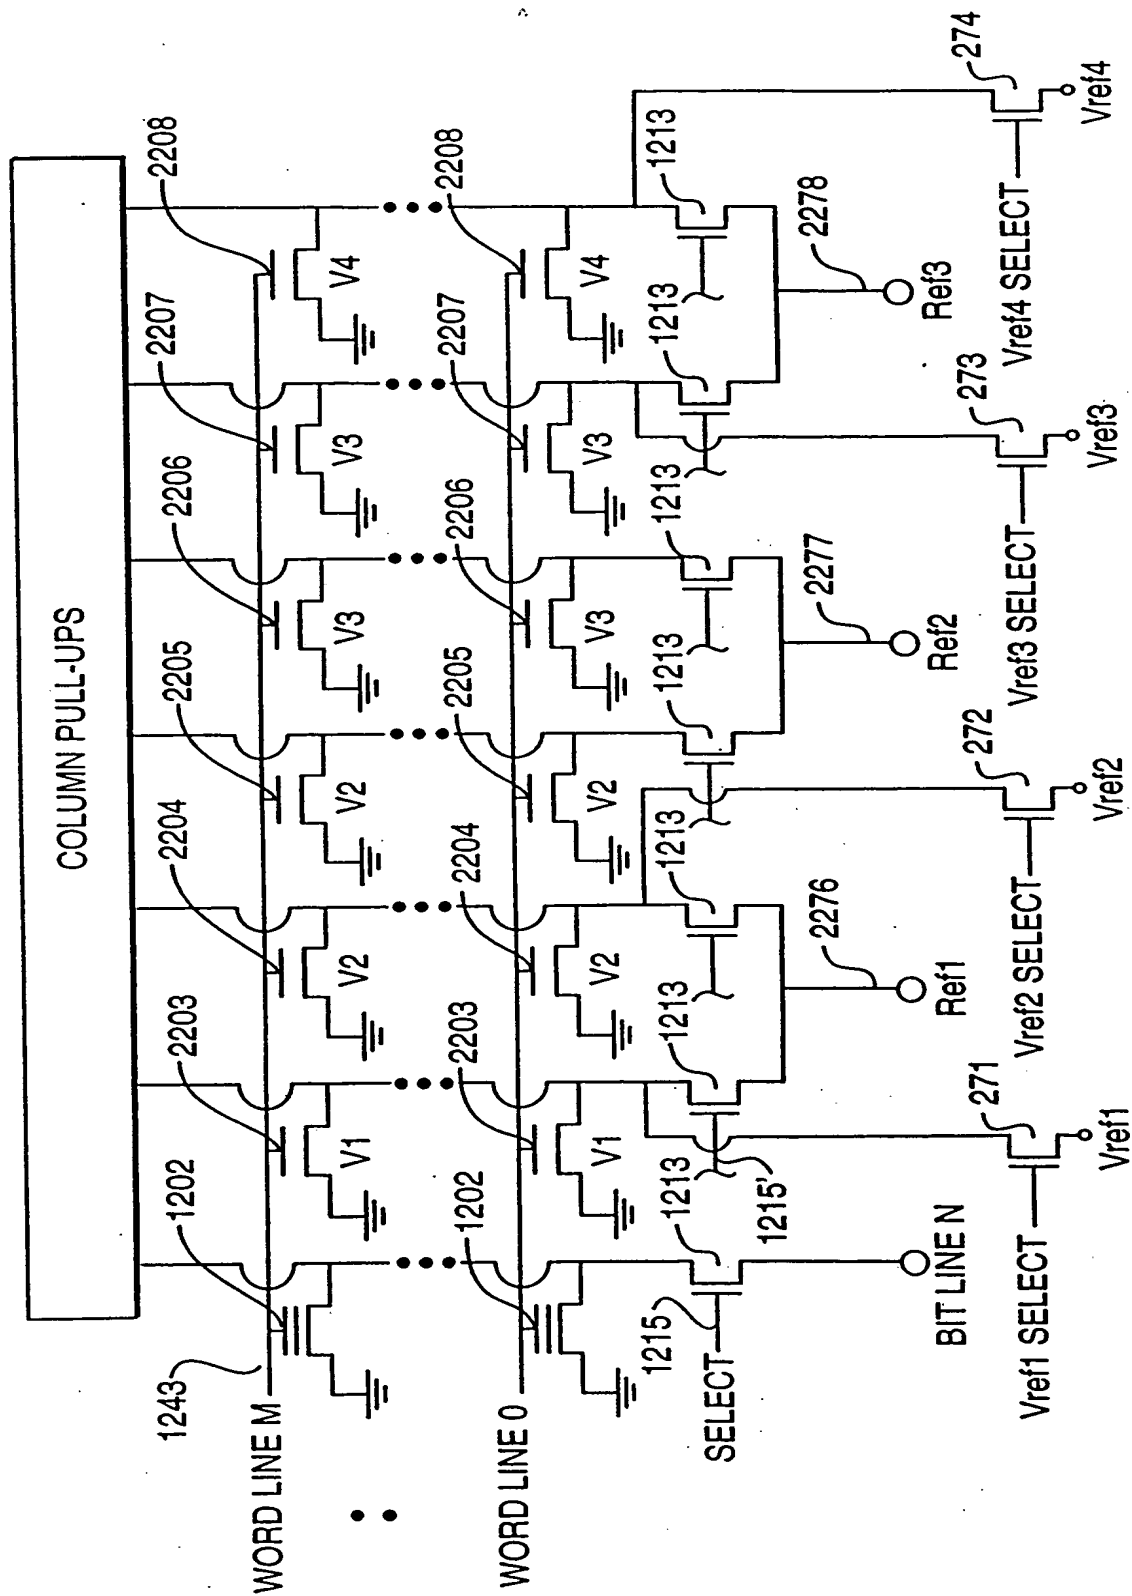 COLUMN PULL-UPS
1243
1202
2203
2204
2205
2206
2207
2208
WORD LINE M
V1
V2
V2
V3
V3
V4
1202
2203
2204
2205
2206
2207
2208
WORD LINE 0
V1
V2
V2
V3
V3
V4
SELECT
1215
1213
1213
1215'
1213
1213
1213
1213
1213
1213
1213
1213
1213
BIT LINE N
Ref1
2276
Ref2
2277
Ref3
2278
Vref1 SELECT
271
Vref1
Vref2 SELECT
272
Vref2
Vref3 SELECT
273
Vref3
Vref4 SELECT
274
Vref4